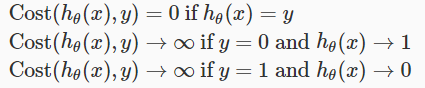 Cost(hθ(x), y) = 0 if hθ(x) = y
Cost(hθ(x), y) → ∞ if y = 0 and hθ(x) → 1
Cost(hθ(x), y) → ∞ if y = 1 and hθ(x) → 0